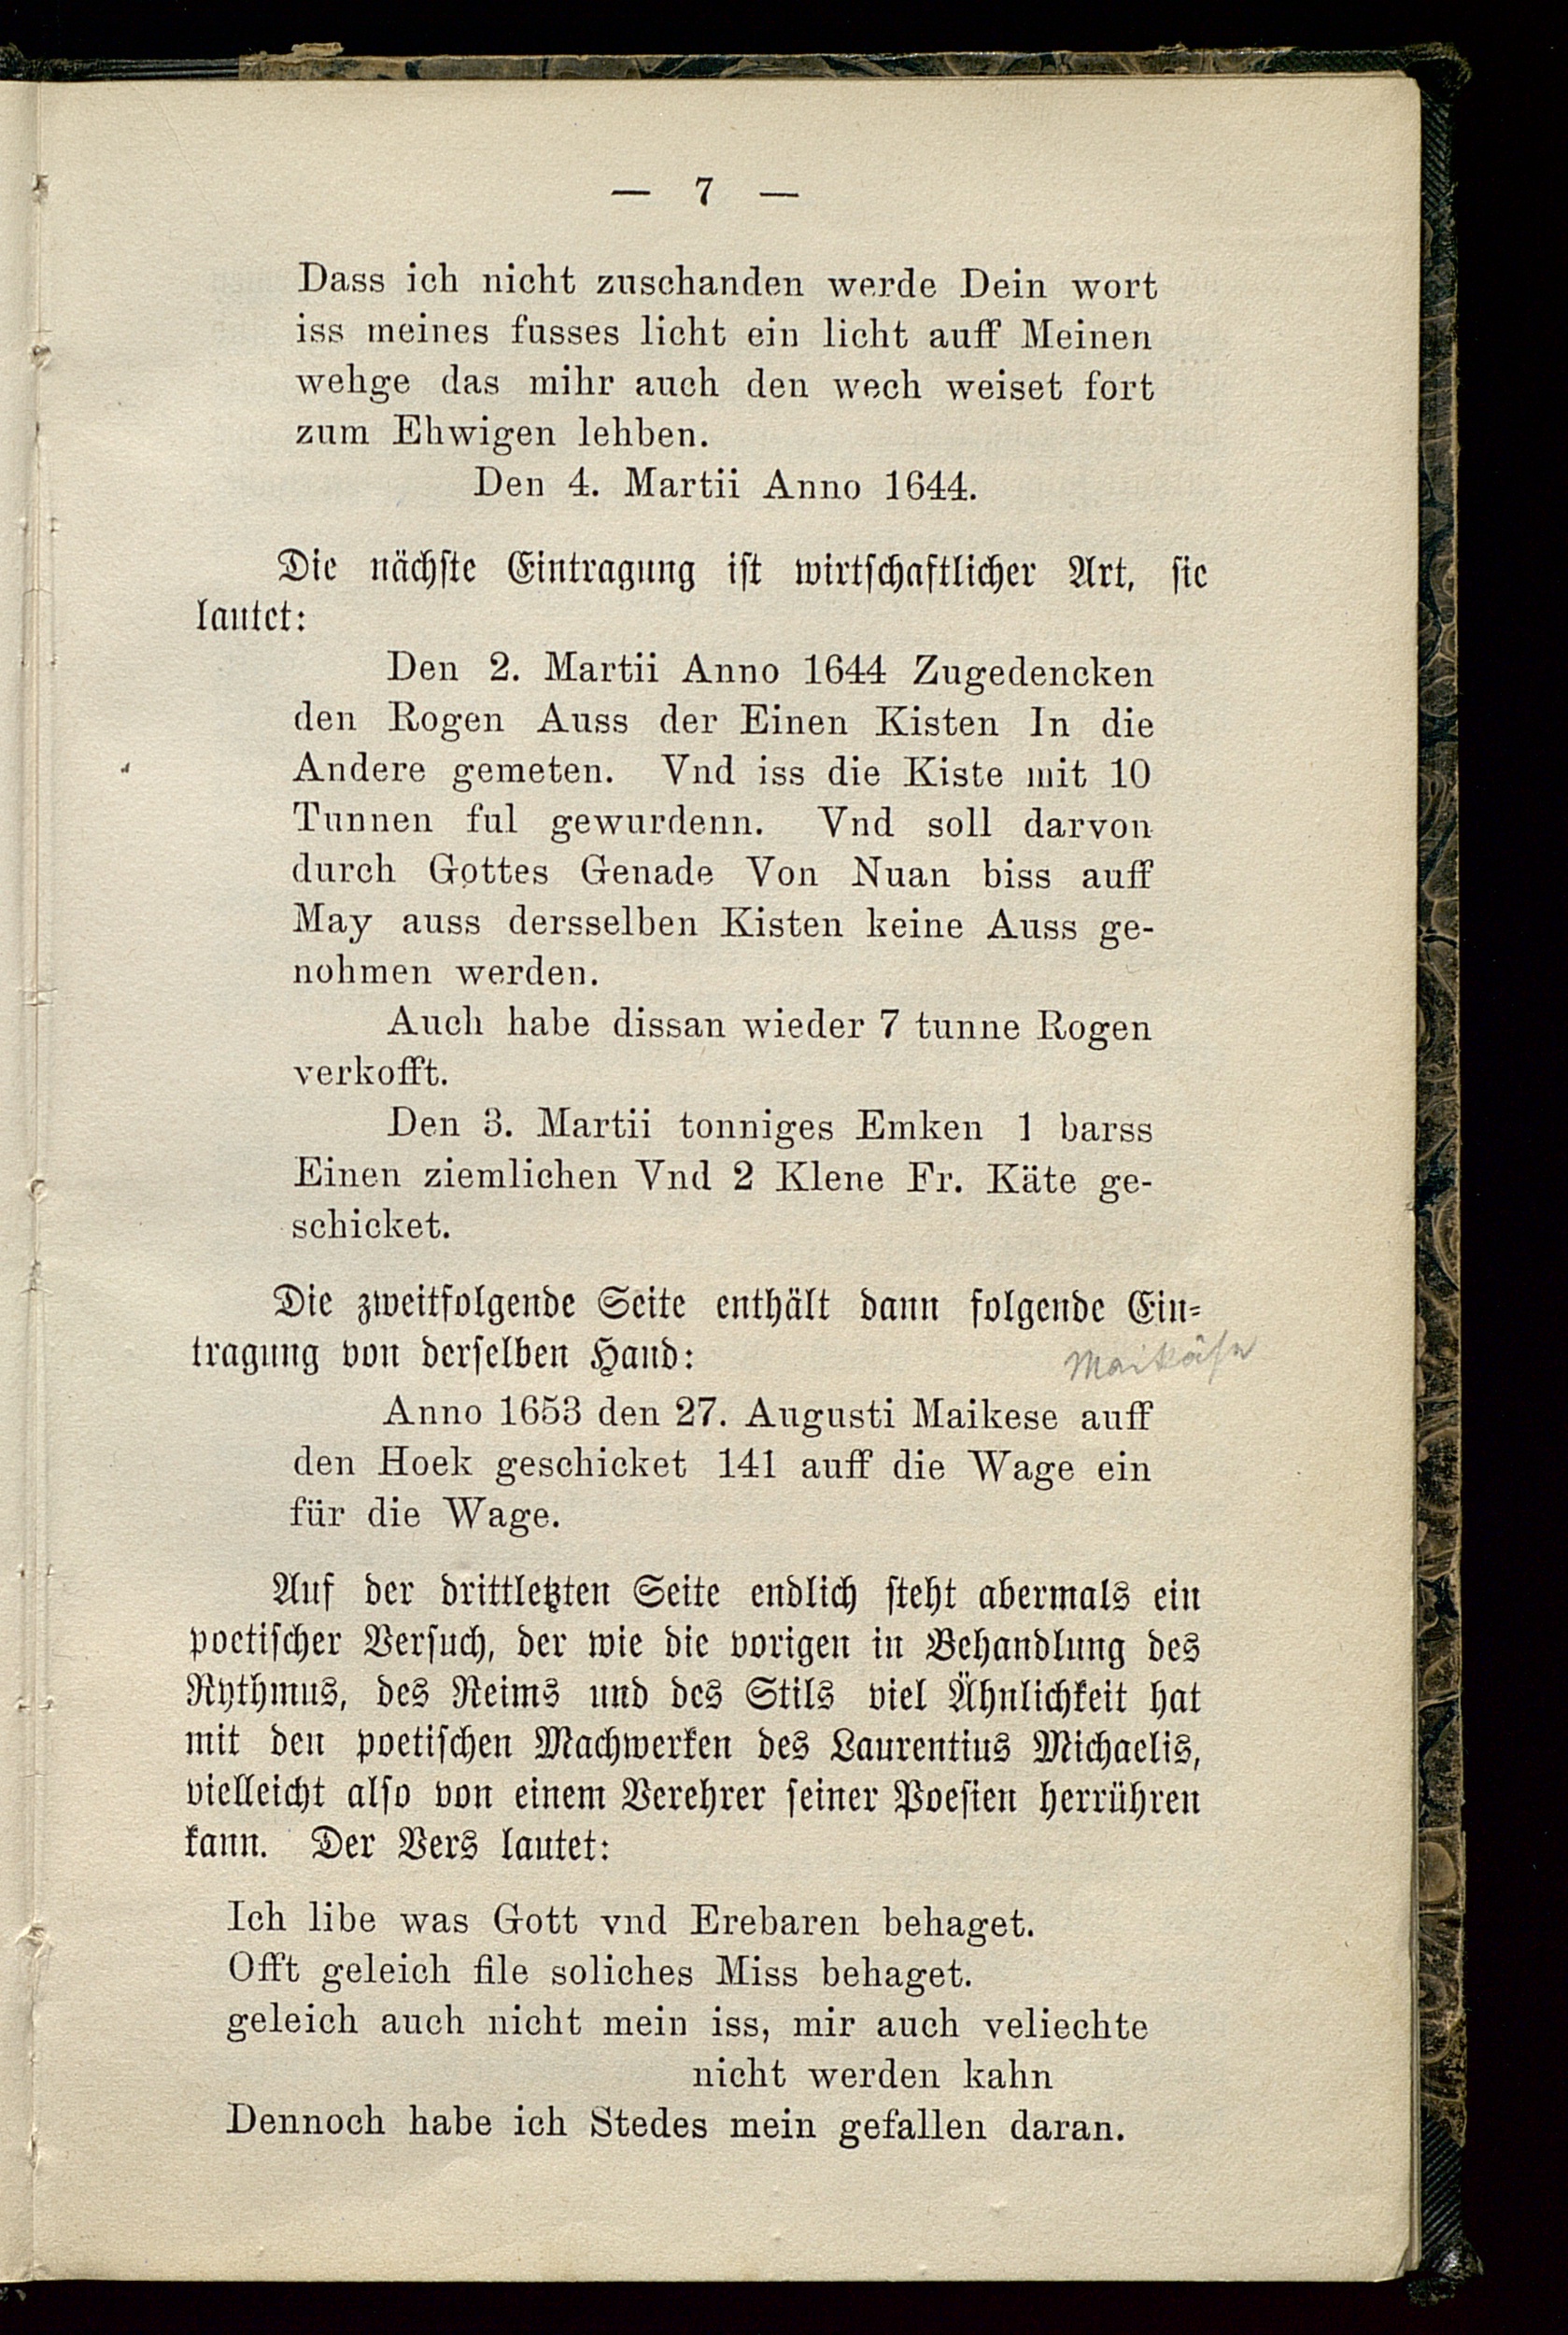 — 7 —
Dass ich nicht zuschanden werde Dein wort
iss meines fusses licht ein licht auff Meinen
wehge das mihr auch den wech weiset fort
zum Ehwigen lehben.
Den 4. Martii Anno 1644.
Die nächste Eintragung ist wirtschaftlicher Art, sie
lautet:
Den 2. Martii Anno 1644 Zugedencken
den Rogen Auss der Einen Kisten In die
Andere gemeten. Vnd iss die Kiste mit 10
Tunnen ful gewurdenn. Vnd soll darvon
durch Gottes Genade Von Nuan biss auff
May auss dersselben Kisten keine Auss ge-
nohmen werden.
Auch habe dissan wieder 7 tunne Rogen
verkofft.
Den 3. Martii tonniges Emken 1 barss
Einen ziemlichen Vnd 2 Klene Fr. Käte ge-
schicket.
Die zweitfolgende Seite enthält dann folgende Ein-
tragung von derselben Hand:
Anno 1653 den 27. Augusti Maikese auff
den Hoek geschicket 141 auff die Wage ein
für die Wage.
Auf der drittletzten Seite endlich steht abermals ein
poetischer Versuch, der wie die vorigen in Behandlung des
Rythmus, des Reims und des Stils viel Ähnlichkeit hat
mit den poetischen Machwerken des Laurentius Michaelis,
vielleicht also von einem Verehrer seiner Poesien herrühren
kann. Der Vers lautet:
Ich libe was Gott vnd Erebaren behaget.
Offt geleich file soliches Miss behaget.
geleich auch nicht mein iss, mir auch veliechte
nicht werden kahn
Dennoch habe ich Stedes mein gefallen daran.